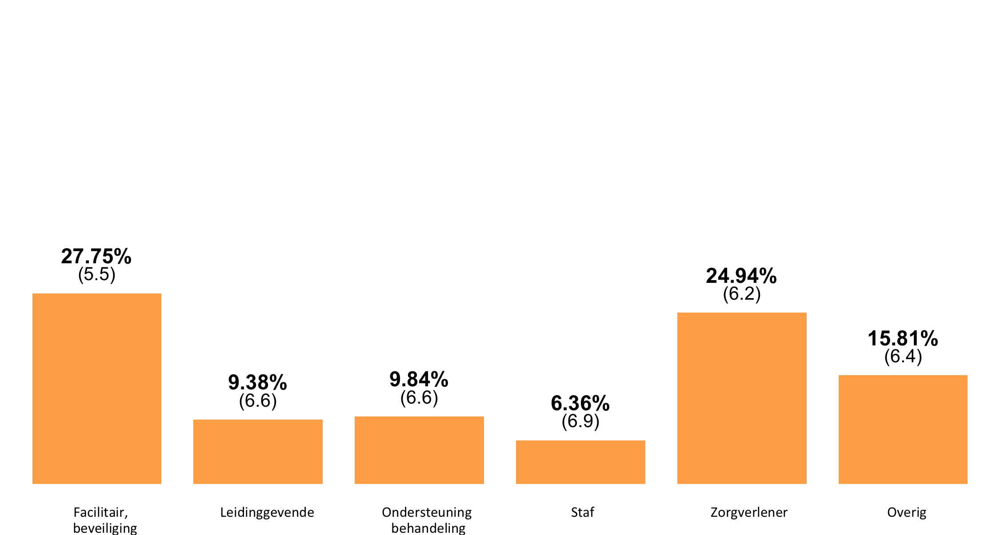 27.75%
(5.5)
9.38%
(6.6)
9.84%
(6.6)
6.36%
(6.9)
24.94%
(6.2)
15.81%
(6.4)
Facilitair,
beveiliging
Leidinggevende
Ondersteuning
behandeling
Staf
Zorgverlener
Overig